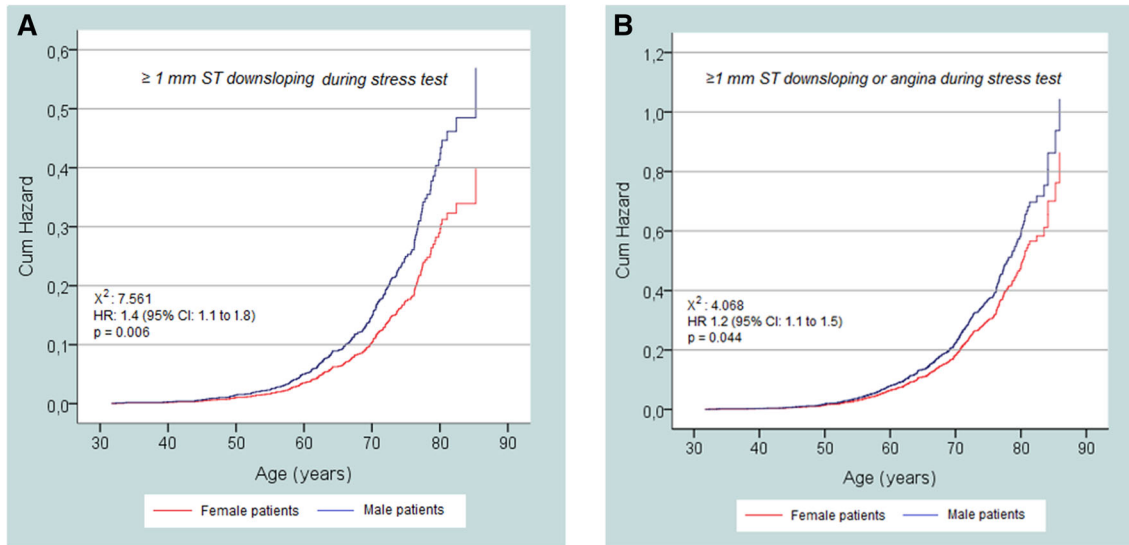 A
≥ 1 mm ST downsloping during stress test
Cum Hazard
0,6
0,5
0,4
0,3
0,2
0,1
0,0
X²: 7.561
HR: 1.4 (95% CI: 1.1 to 1.8)
p = 0.006
30 40 50 60 70 80 90
Age (years)
Female patients Male patients
B
≥1 mm ST downsloping or angina during stress test
Cum Hazard
1,2
1,0
0,8
0,6
0,4
0,2
0,0
X² : 4.068
HR 1.2 (95% CI: 1.1 to 1.5)
p = 0.044
30 40 50 60 70 80 90
Age (years)
Female patients Male patients